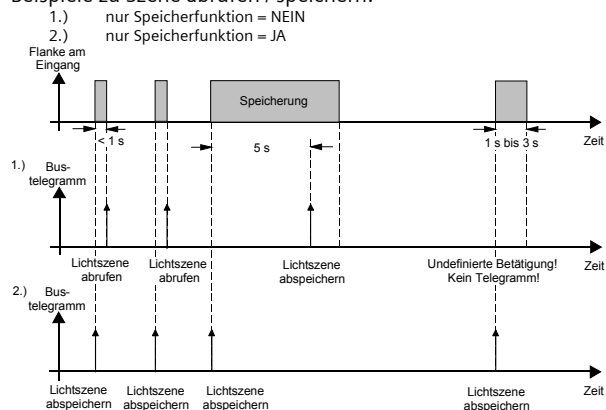 Beispiele zu Szene abrufen / speichern:
1.) nur Speicherfunktion = NEIN
2.) nur Speicherfunktion = JA
Flanke am
Eingang
Speicherung
< 1 s
5 s
1 s bis 3 s
Zeit
1.) Bus-
telegramm
Lichtszene
abrufen
Lichtszene
abrufen
Lichtszene
abspeichern
Undefinierte Betätigung!
Kein Telegramm!
Zeit
2.) Bus-
telegramm
Lichtszene
abspeichern
Lichtszene
abspeichern
Lichtszene
abspeichern
Lichtszene
abspeichern
Zeit